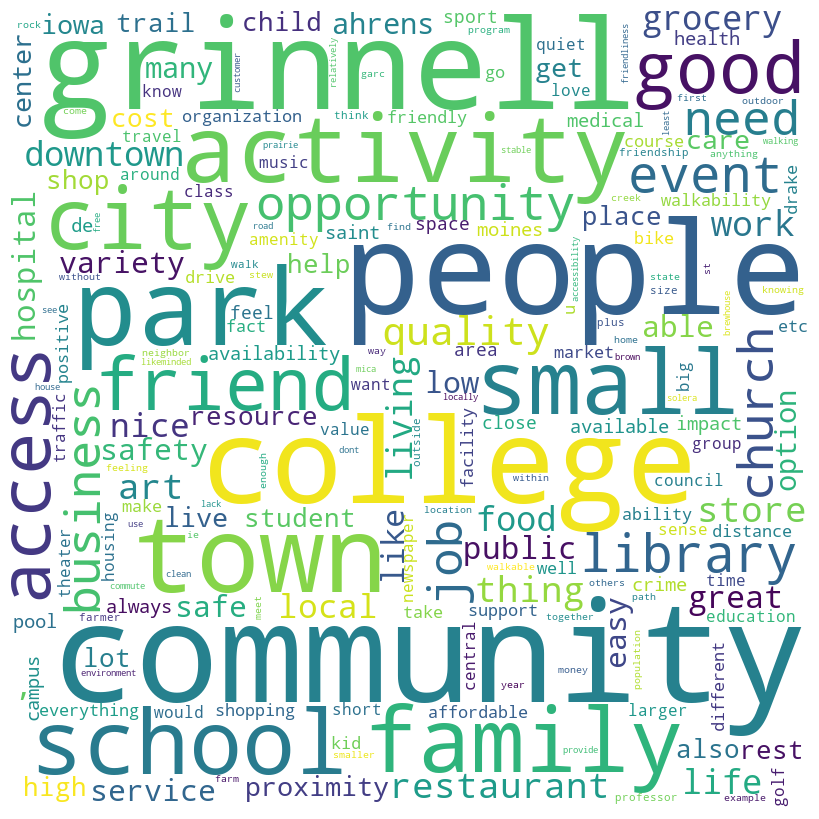 rock
iowa
trail
child
ahrens
sport
program
grocery
center
grinnell
customer
relatively
quiet
get
love
go
health
friendliness
good
many
know
organization
think
friendly
medical
first
outdoor
need
come
cost
garc
least
downtown
travel
activity
course
care
walking
shop
around
prairie
music
stable
friendship
anything
class
opportunity
event
walkability
drake
hospital
city
de
free
road
saint
space
find
moines
place
creek
work
variety
amenity
bike
without
drive
walk
stew
help
people
u
accessibility
state
st
knowing
see
positive
park
feel
fact
size
plus
brewhouse
access
traffic
neighbor
likeminded
availability
quality
area
way
market
home
brown
able
etc
house
friend
mica
want
locally
small
big
solera
church
option
business
nice
resource
living
low
value
outside
facility
close
available
impact
group
safety
feeling
college
enough
dont
within
council
art
lack
make
live
student
like
newspaper
food
location
ability
sense
distance
store
theater
housing
use
ie
town
commute
clean
job
public
walkable
well
others
path
crime
time
library
always
safe
local
meet
take
support
thing
together
easy
population
great
education
pool
farmer
campus
,
lot
environment
community
central
year
money
different
everything
would
shopping
short
affordable
larger
school
kid
smaller
family
provide
also
rest
high
service
farm
proximity
restaurant
professor
life
example
golf